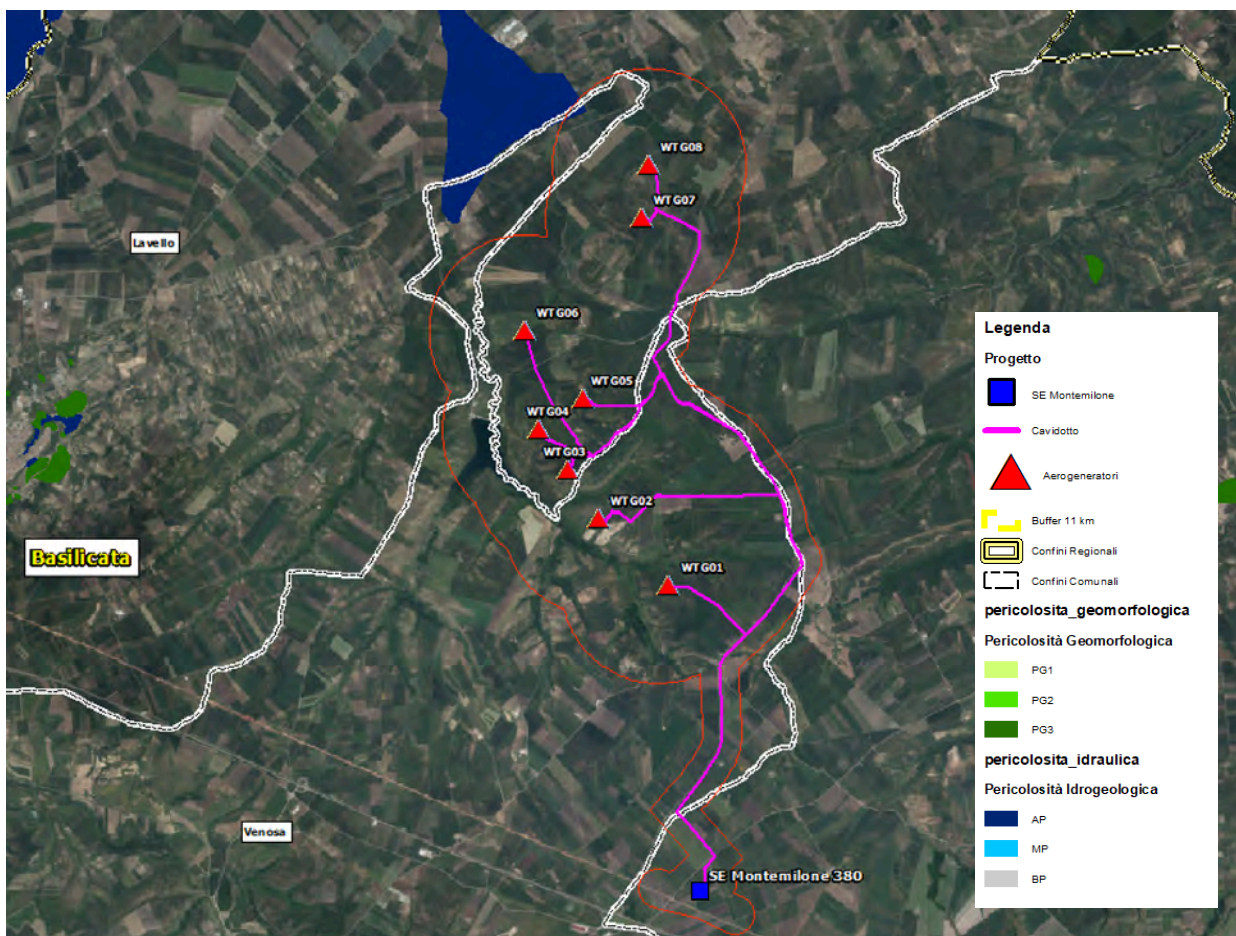 WTG08
WTG07
Lavello
WTG06
WTG05
WTG04
WTG03
WTG02
Basilicata
WTG01
Venosa
SE Montemilone 380
Legenda
Progetto
SE Montemilone
Cavidotto
Aerogeneratori
Buffer 11 km
Confini Regionali
Confini Comunali
pericolosita_geomorfologica
Pericolosità Geomorfologica
PG1
PG2
PG3
pericolosita_idraulica
Pericolosità Idrogeologica
AP
MP
BP